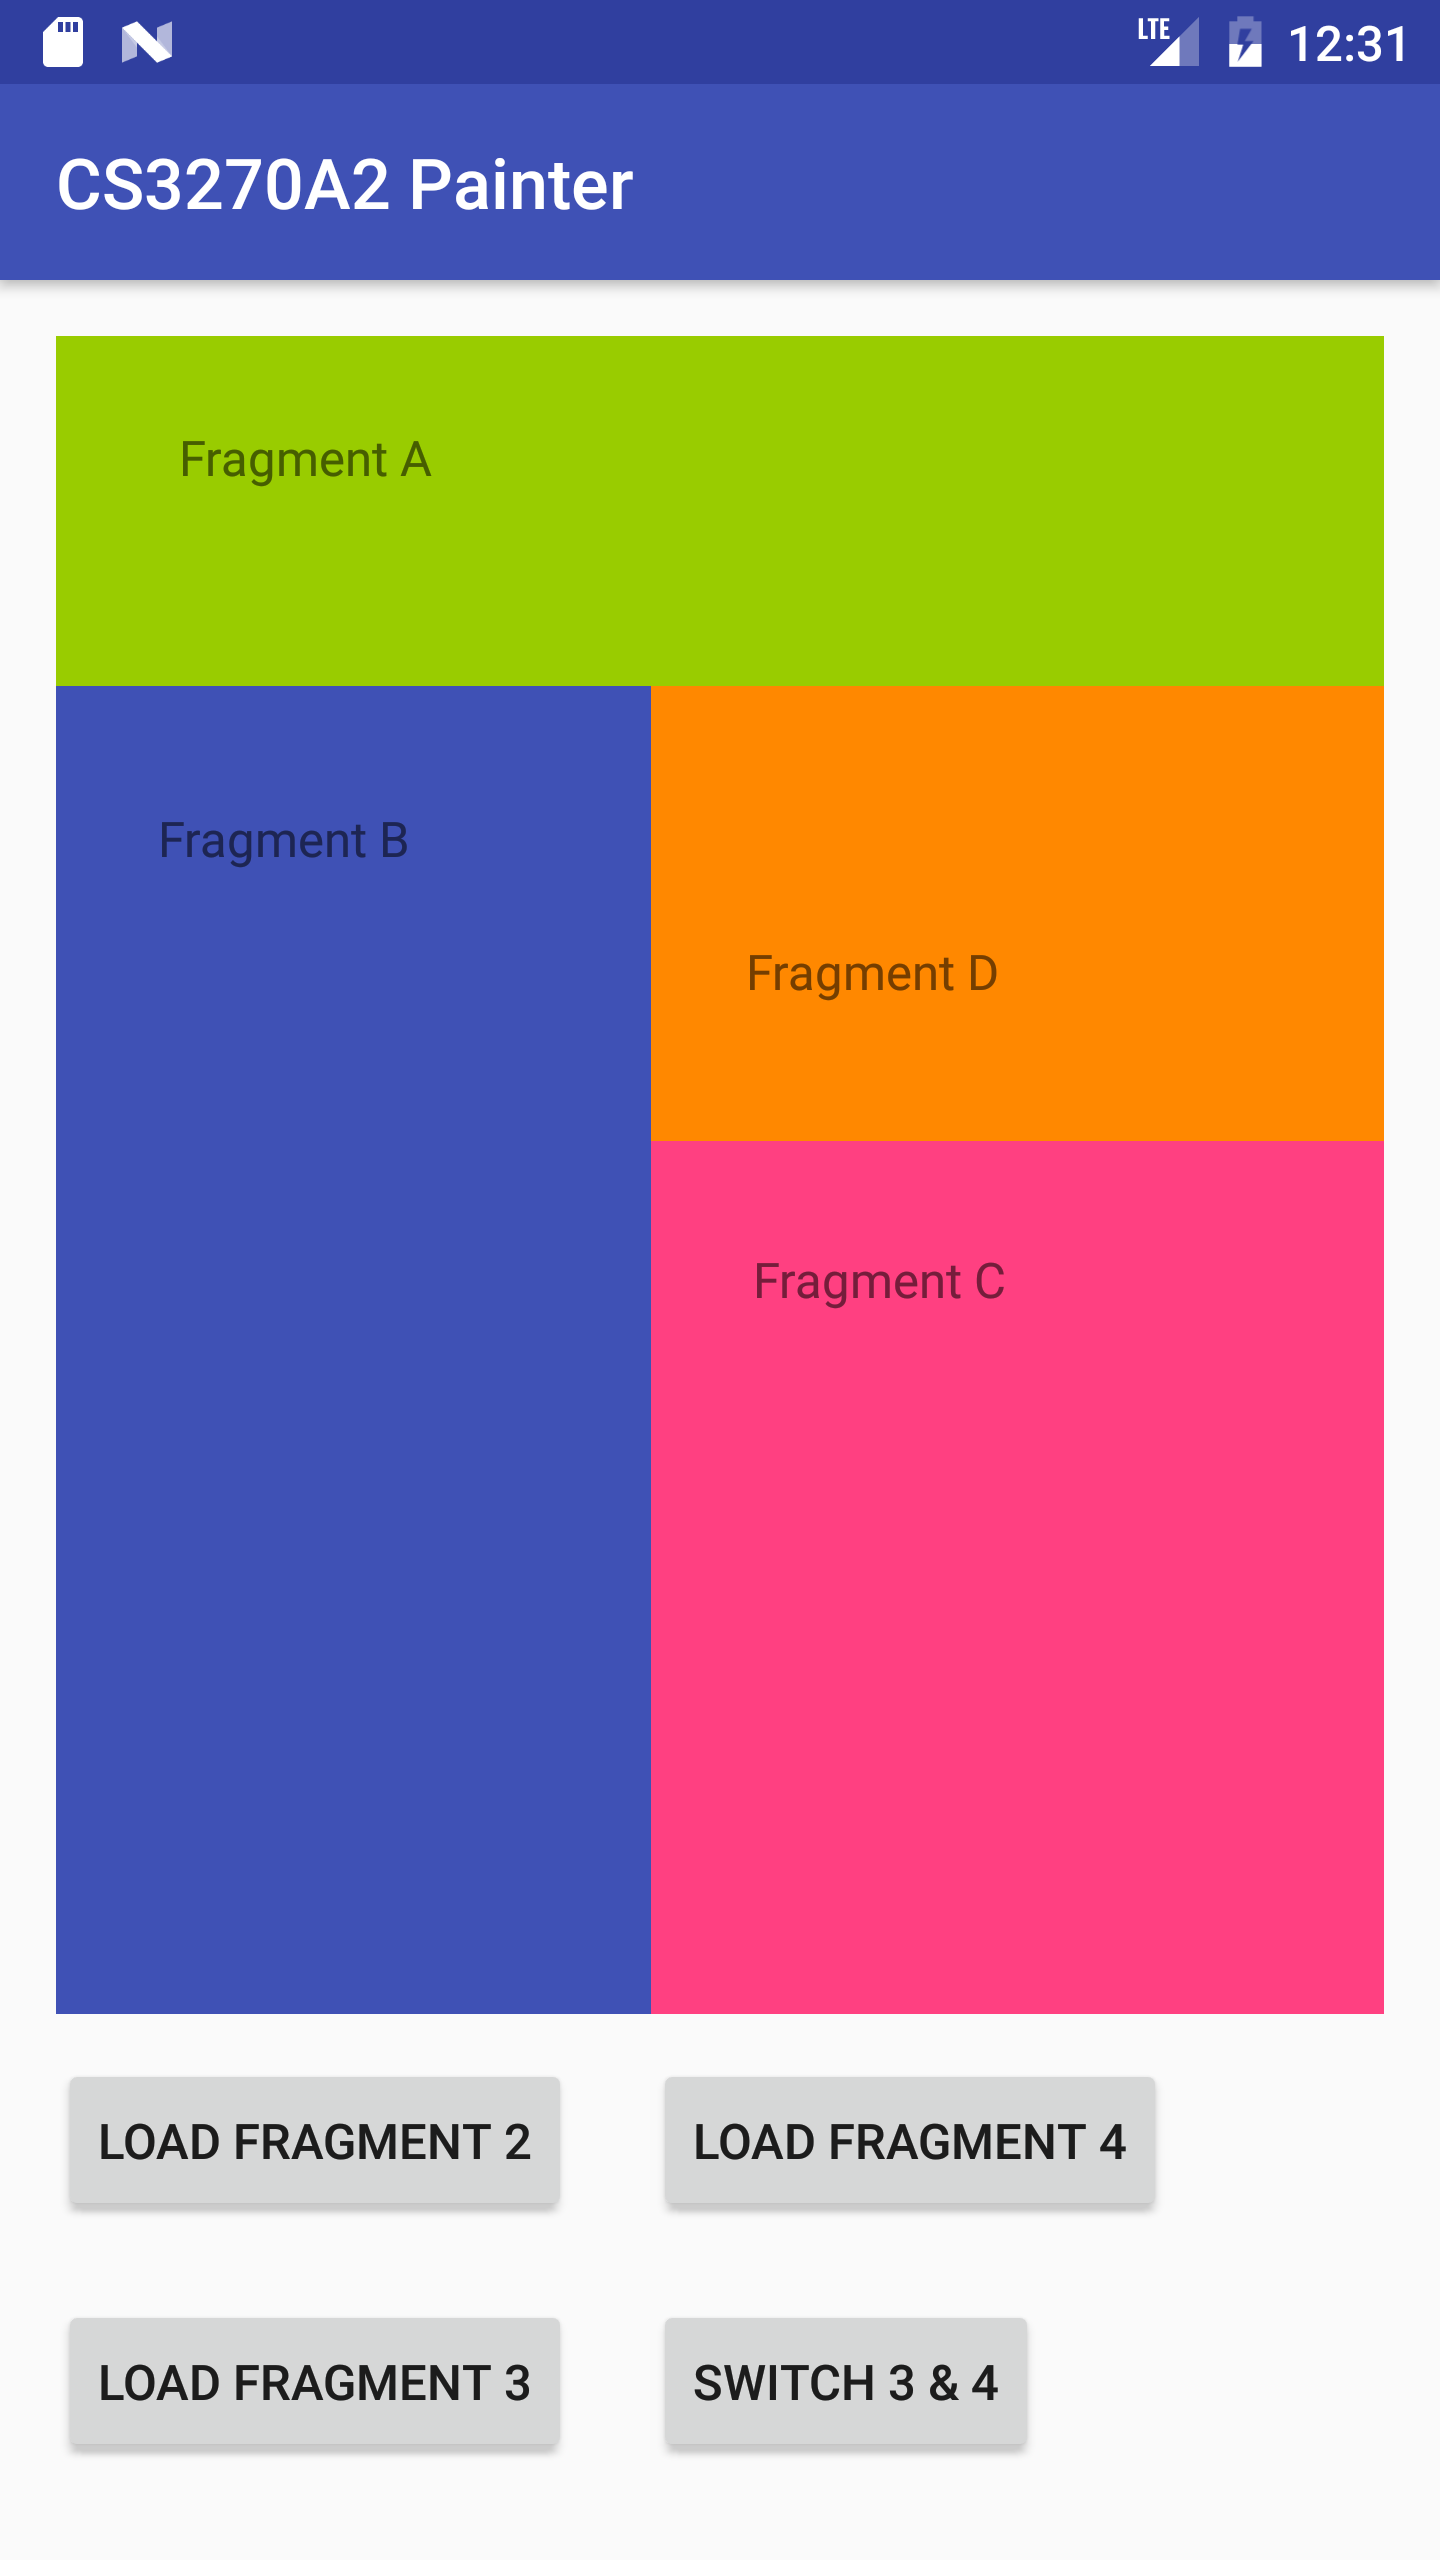 LTE 12:31
CS3270A2 Painter
Fragment A
Fragment B
Fragment D
Fragment C
LOAD FRAGMENT 2
LOAD FRAGMENT 4
LOAD FRAGMENT 3
SWITCH 3 & 4